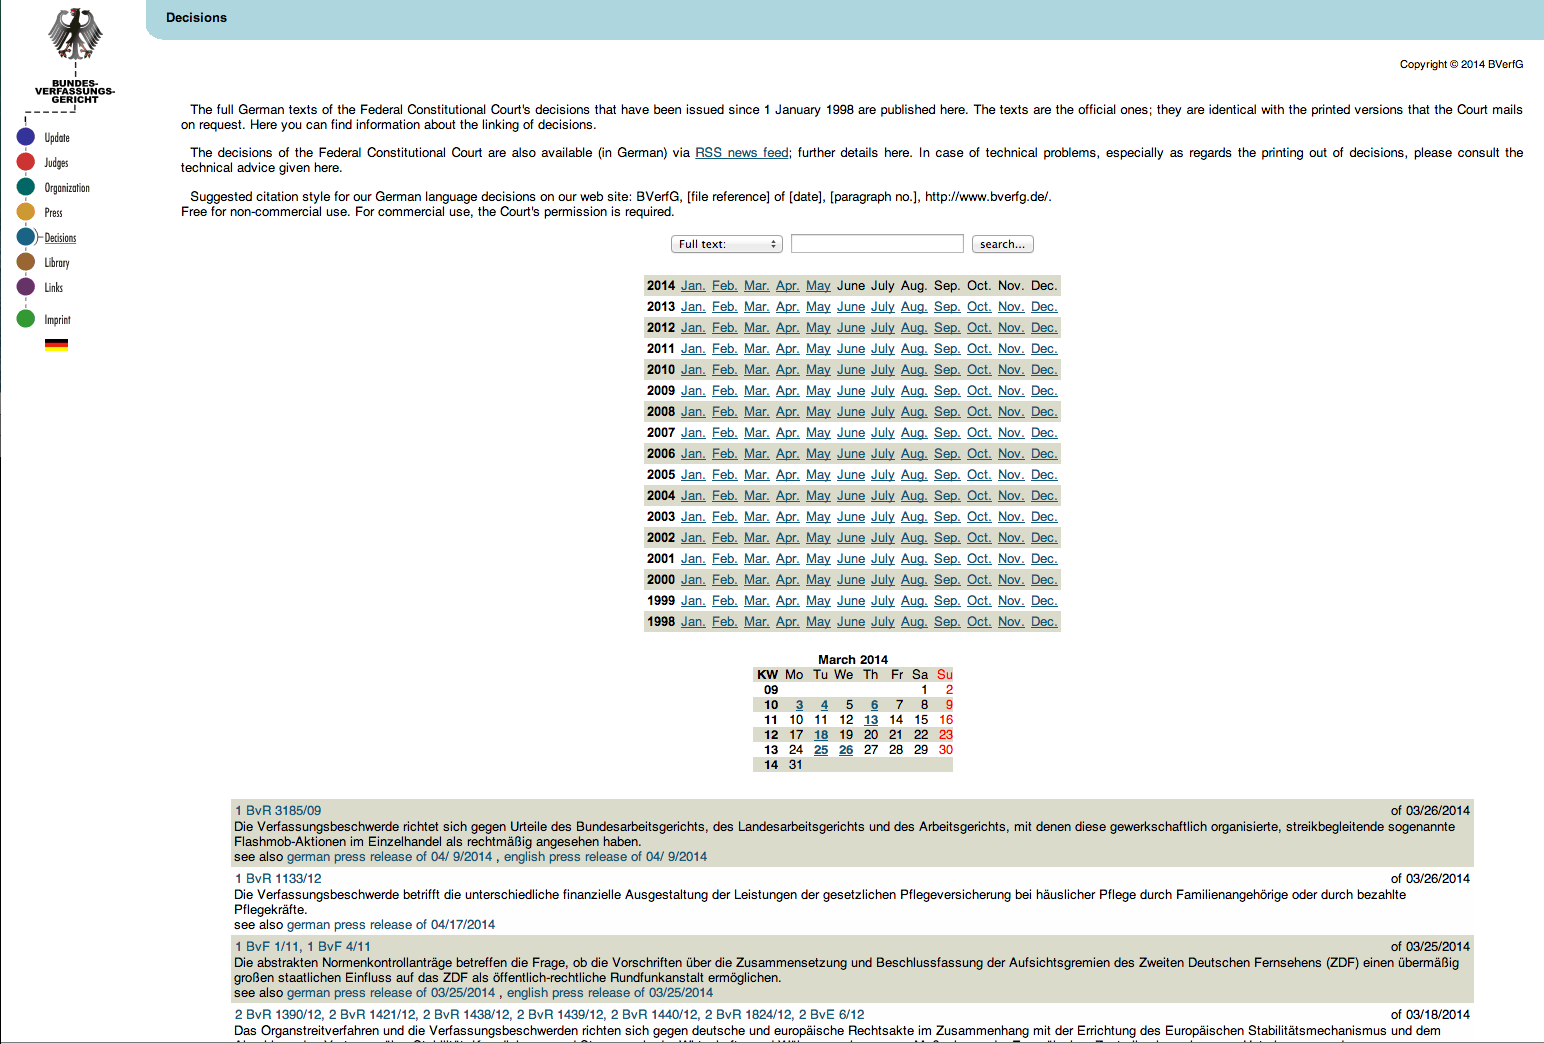 Decisions
Copyright © 2014 BVerfG
BUNDES-
VERFASSUNGS-
GERICHT
Update
Judges
Organization
Press
Decisions
Library
Links
Imprint
The full German texts of the Federal Constitutional Court's decisions that have been issued since 1 January 1998 are published here. The texts are the official ones; they are identical with the printed versions that the Court mails
on request. Here you can find information about the linking of decisions.
The decisions of the Federal Constitutional Court are also available (in German) via RSS news feed; further details here. In case of technical problems, especially as regards the printing out of decisions, please consult the
technical advice given here.
Suggested citation style for our German language decisions on our web site: BVerfG, [file reference] of [date], [paragraph no.], http://www.bverfg.de/.
Free for non-commercial use. For commercial use, the Court's permission is required.
Full text: search...
2014 Jan. Feb. Mar. Apr. May June July Aug. Sep. Oct. Nov. Dec.
2013 Jan. Feb. Mar. Apr. May June July Aug. Sep. Oct. Nov. Dec.
2012 Jan. Feb. Mar. Apr. May June July Aug. Sep. Oct. Nov. Dec.
2011 Jan. Feb. Mar. Apr. May June July Aug. Sep. Oct. Nov. Dec.
2010 Jan. Feb. Mar. Apr. May June July Aug. Sep. Oct. Nov. Dec.
2009 Jan. Feb. Mar. Apr. May June July Aug. Sep. Oct. Nov. Dec.
2008 Jan. Feb. Mar. Apr. May June July Aug. Sep. Oct. Nov. Dec.
2007 Jan. Feb. Mar. Apr. May June July Aug. Sep. Oct. Nov. Dec.
2006 Jan. Feb. Mar. Apr. May June July Aug. Sep. Oct. Nov. Dec.
2005 Jan. Feb. Mar. Apr. May June July Aug. Sep. Oct. Nov. Dec.
2004 Jan. Feb. Mar. Apr. May June July Aug. Sep. Oct. Nov. Dec.
2003 Jan. Feb. Mar. Apr. May June July Aug. Sep. Oct. Nov. Dec.
2002 Jan. Feb. Mar. Apr. May June July Aug. Sep. Oct. Nov. Dec.
2001 Jan. Feb. Mar. Apr. May June July Aug. Sep. Oct. Nov. Dec.
2000 Jan. Feb. Mar. Apr. May June July Aug. Sep. Oct. Nov. Dec.
1999 Jan. Feb. Mar. Apr. May June July Aug. Sep. Oct. Nov. Dec.
1998 Jan. Feb. Mar. Apr. May June July Aug. Sep. Oct. Nov. Dec.
March 2014
KW Mo Tu We Th Fr Sa Su
09 1 2
10 3 4 5 6 7 8 9
11 10 11 12 13 14 15 16
12 17 18 19 20 21 22 23
13 24 25 26 27 28 29 30
14 31
1 BvR 3185/09 of 03/26/2014
Die Verfassungsbeschwerde richtet sich gegen Urteile des Bundesarbeitsgerichts, des Landesarbeitsgerichts und des Arbeitsgerichts, mit denen diese gewerkschaftlich organisierte, streikbegleitende sogenannte
Flashmob-Aktionen im Einzelhandel als rechtmäßig angesehen haben.
see also german press release of 04/ 9/2014 , english press release of 04/ 9/2014
1 BvR 1133/12 of 03/26/2014
Die Verfassungsbeschwerde betrifft die unterschiedliche finanzielle Ausgestaltung der Leistungen der gesetzlichen Pflegeversicherung bei häuslicher Pflege durch Familienangehörige oder durch bezahlte
Pflegekräfte.
see also german press release of 04/17/2014
1 BvF 1/11, 1 BvF 4/11 of 03/25/2014
Die abstrakten Normenkontrollanträge betreffen die Frage, ob die Vorschriften über die Zusammensetzung und Beschlussfassung der Aufsichtsgremien des Zweiten Deutschen Fernsehens (ZDF) einen übermäßig
großen staatlichen Einfluss auf das ZDF als öffentlich-rechtliche Rundfunkanstalt ermöglichen.
see also german press release of 03/25/2014 , english press release of 03/25/2014
2 BvR 1390/12, 2 BvR 1421/12, 2 BvR 1438/12, 2 BvR 1439/12, 2 BvR 1440/12, 2 BvR 1824/12, 2 BvE 6/12 of 03/18/2014
Das Organstreitverfahren und die Verfassungsbeschwerden richten sich gegen deutsche und europäische Rechtsakte im Zusammenhang mit der Errichtung des Europäischen Stabilitätsmechanismus und dem